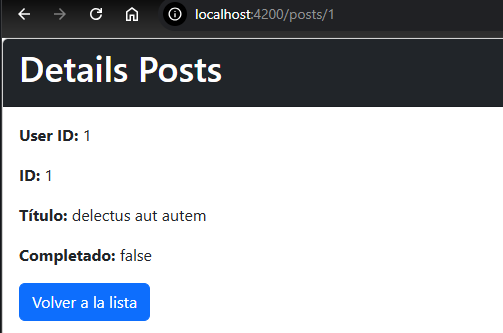 localhost:4200/posts/1
Details Posts
User ID: 1
ID: 1
Título: delectus aut autem
Completado: false
Volver a la lista